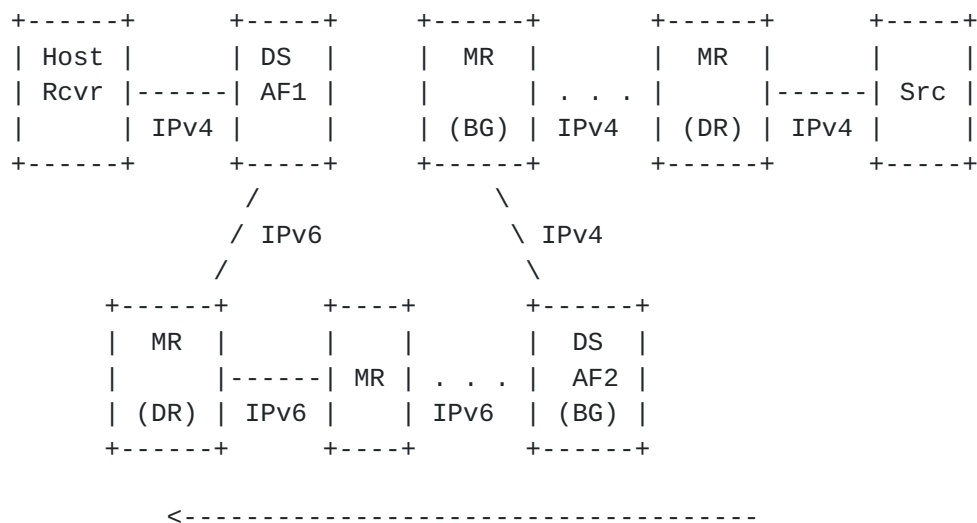 +------+      +-----+      +------+       +------+      +-----+
| Host |      | DS  |      |  MR  |       |  MR  |      |     |
| Rcvr |------| AF1 |      |      | . . . |      |------| Src |
|      | IPv4 |     |      | (BG) | IPv4  | (DR) | IPv4 |     |
+------+      +-----+      +------+       +------+      +-----+
               /                \
              / IPv6             \ IPv4
             /                    \
      +------+      +----+       +------+
      |  MR  |      |    |       |  DS  |
      |      |------| MR | . . . |  AF2 |
      | (DR) | IPv6 |    | IPv6  | (BG) |
      +------+      +----+       +------+
          <-------------------------------------